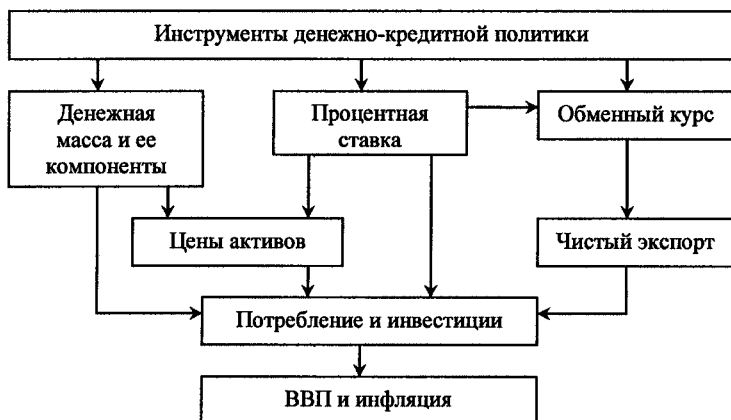 Инструменты денежно-кредитной политики
Денежная
масса и ее
компоненты
Процентная
ставка
Обменный курс
Цены активов
Чистый экспорт
Потребление и инвестиции
ВВП и инфляция